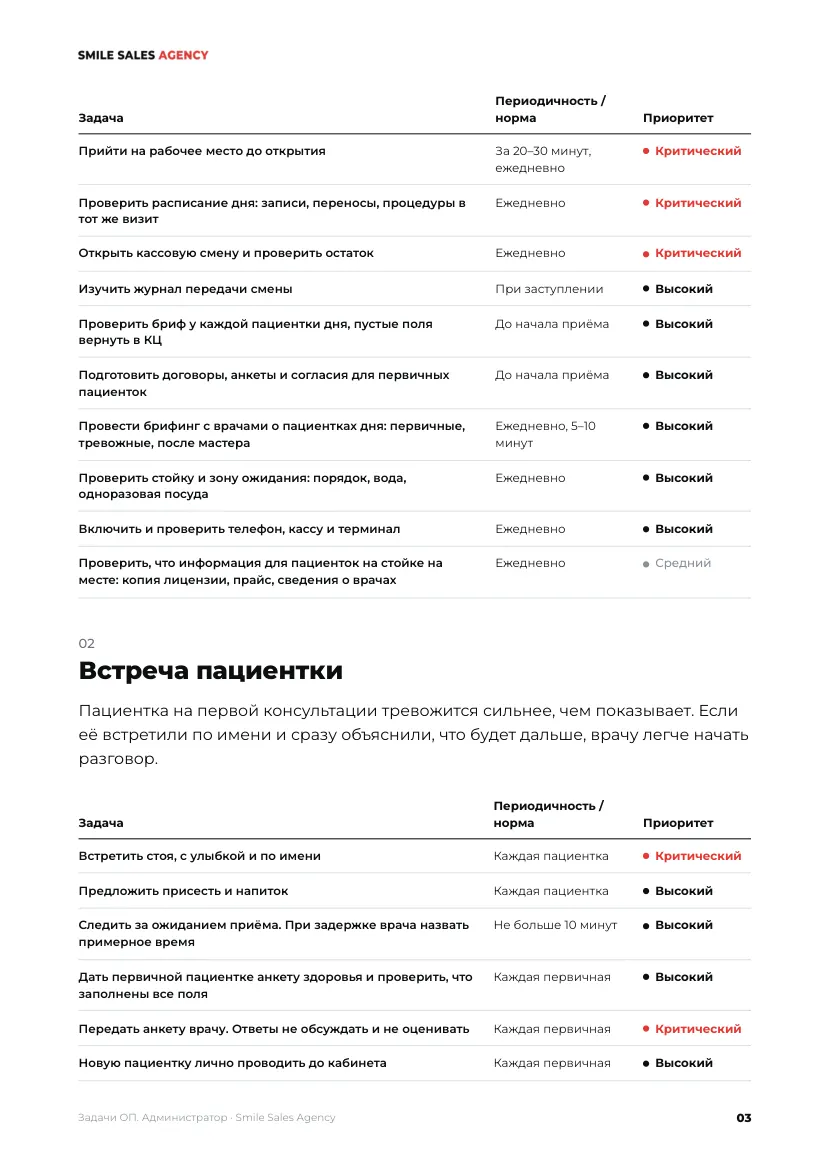 SMILE SALES AGENCY
Периодичность /
Задача норма Приоритет
Прийти на рабочее место до открытия За 20–30 минут, Критический
ежедневно
Проверить расписание дня: записи, переносы, процедуры в Ежедневно Критический
тот же визит
Открыть кассовую смену и проверить остаток Ежедневно Критический
Изучить журнал передачи смены При заступлении Высокий
Проверить бриф у каждой пациентки дня, пустые поля До начала приёма Высокий
вернуть в КЦ
Подготовить договоры, анкеты и согласия для первичных До начала приёма Высокий
пациенток
Провести брифинг с врачами о пациентках дня: первичные, Ежедневно, 5–10 Высокий
тревожные, после мастера минут
Проверить стойку и зону ожидания: порядок, вода, Ежедневно Высокий
одноразовая посуда
Включить и проверить телефон, кассу и терминал Ежедневно Высокий
Проверить, что информация для пациенток на стойке на Ежедневно Средний
месте: копия лицензии, прайс, сведения о врачах
02
Встреча пациентки
Пациентка на первой консультации тревожится сильнее, чем показывает. Если
её встретили по имени и сразу объяснили, что будет дальше, врачу легче начать
разговор.
Периодичность /
Задача норма Приоритет
Встретить стоя, с улыбкой и по имени Каждая пациентка Критический
Предложить присесть и напиток Каждая пациентка Высокий
Следить за ожиданием приёма. При задержке врача назвать Не больше 10 минут Высокий
примерное время
Дать первичной пациентке анкету здоровья и проверить, что Каждая первичная Высокий
заполнены все поля
Передать анкету врачу. Ответы не обсуждать и не оценивать Каждая первичная Критический
Новую пациентку лично проводить до кабинета Каждая первичная Высокий
Задачи ОП. Администратор · Smile Sales Agency 03